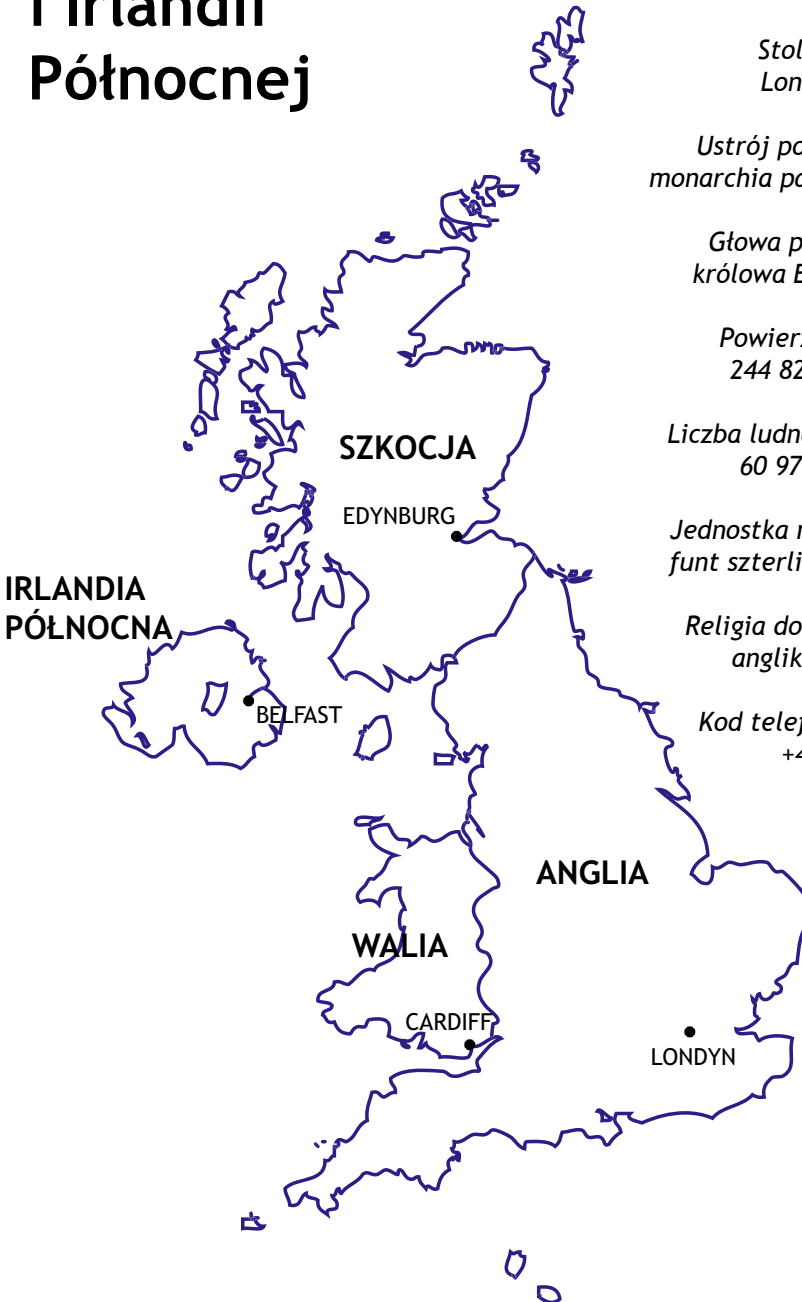 i Irlandii
Północnej
Stol
Lon
Ustrój po
monarchia pa
Głowa p
królowa E
Powierz
244 82
Liczba ludno
60 97
Jednostka m
funt szterli
Religia do
anglik
Kod telef
+4
SZKOCJA
EDYNBURG
IRLANDIA
PÓŁNOCNA
BELFAST
ANGLIA
WALIA
CARDIFF
LONDYN